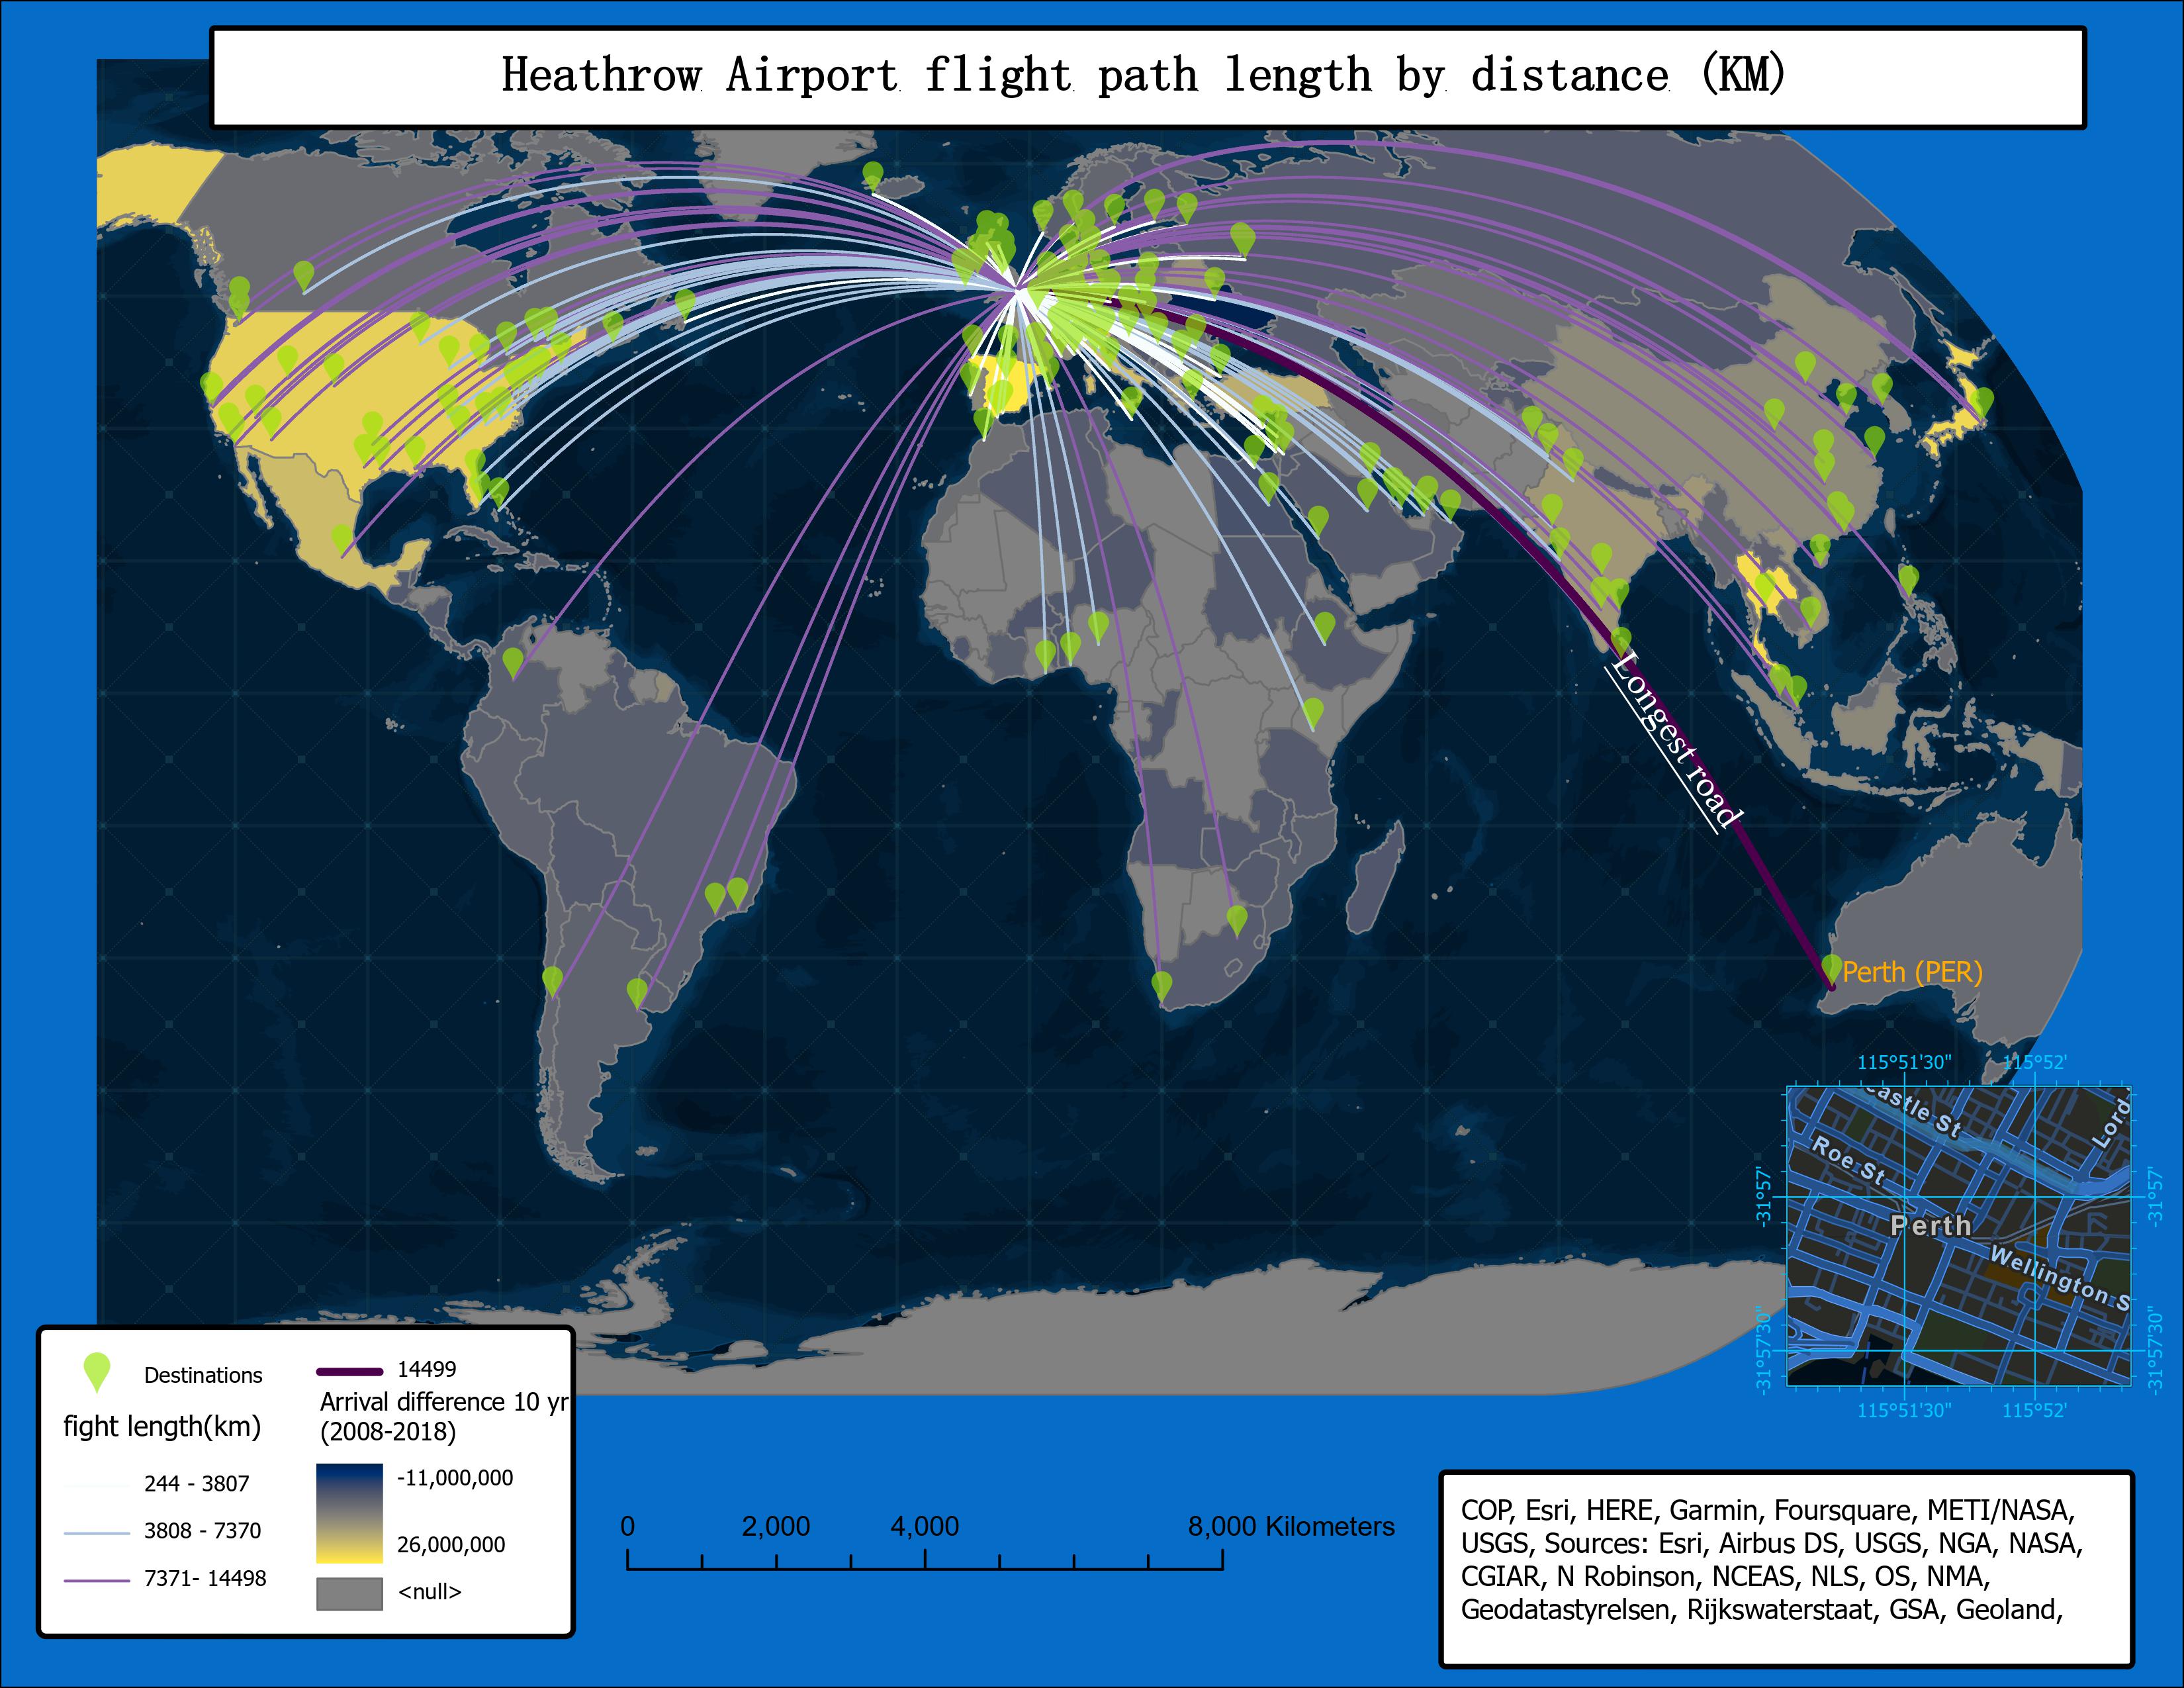 Heathrow Airport flight path length by distance (KM)
Longest road
Perth (PER)
115°51'30" 115°52'
castle St
Lord
Roe St
-31°57' -31°57'
Perth
Wellington S
-31°57'30" -31°57'30"
115°51'30" 115°52'
Destinations
fight length(km)
244 - 3807
3808 - 7370
7371- 14498
14499
Arrival difference 10 yr
(2008-2018)
-11,000,000
26,000,000
<null>
0 2,000 4,000 8,000 Kilometers
COP, Esri, HERE, Garmin, Foursquare, METI/NASA,
USGS, Sources: Esri, Airbus DS, USGS, NGA, NASA,
CGIAR, N Robinson, NCEAS, NLS, OS, NMA,
Geodatastyrelsen, Rijkswaterstaat, GSA, Geoland,